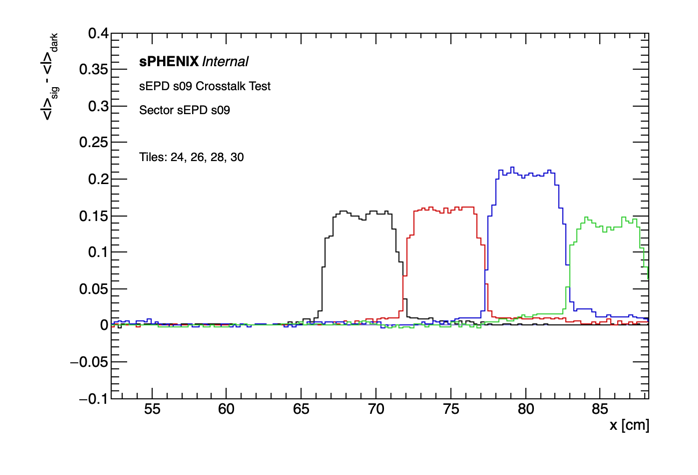 <I>sig - <I>dark
0.4
sPHENIX Internal
0.35
sEPD s09 Crosstalk Test
0.3
Sector sEPD s09
0.25
Tiles: 24, 26, 28, 30
0.2
0.15
0.1
0.05
0
−0.05
−0.1
55 60 65 70 75 80 85
x [cm]